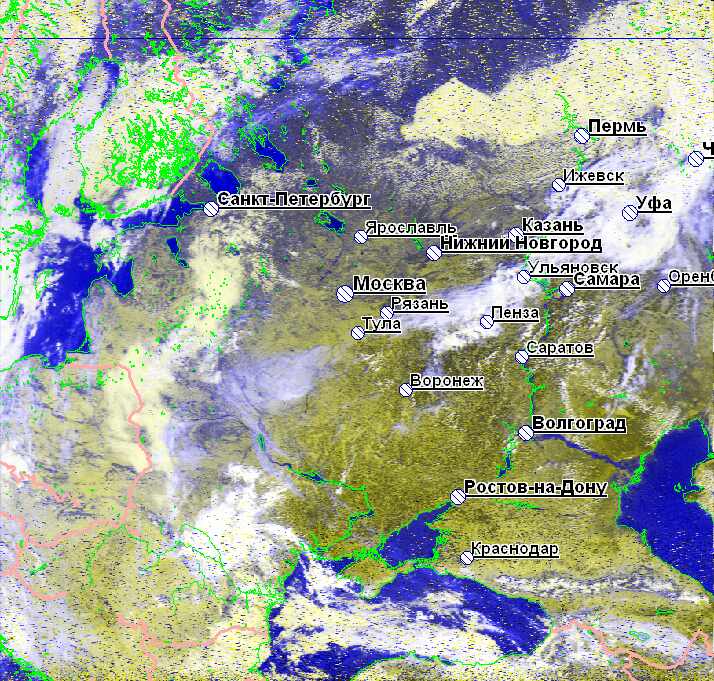 Пермь
Ч
Ижевск
Санкт-Петербург
Уфа
Ярославль
Казань
Нижний Новгород
Ульяновск
Самара
Оренб
Москва
Рязань
Пенза
Тула
Саратов
Воронеж
Волгоград
Ростов-на-Дону
Краснодар